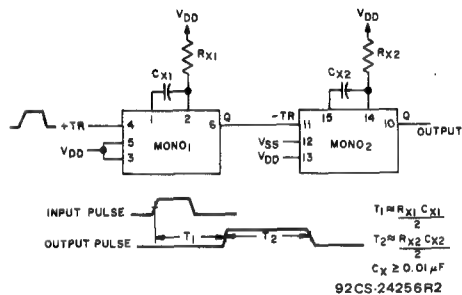 VDD
VDD
RX1
RX2
CX1
CX2
+TR
4
1
2
6
Q
-TR
11
15
14
10
Q
OUTPUT
VDD
5
3
MONO1
VSS
12
VDD
13
MONO2
INPUT PULSE
OUTPUT PULSE
T1
T2
T1≈RX1 CX1
2
T2≈RX2 CX2
2
CX ≥ 0.01 μF
92CS-24256R2